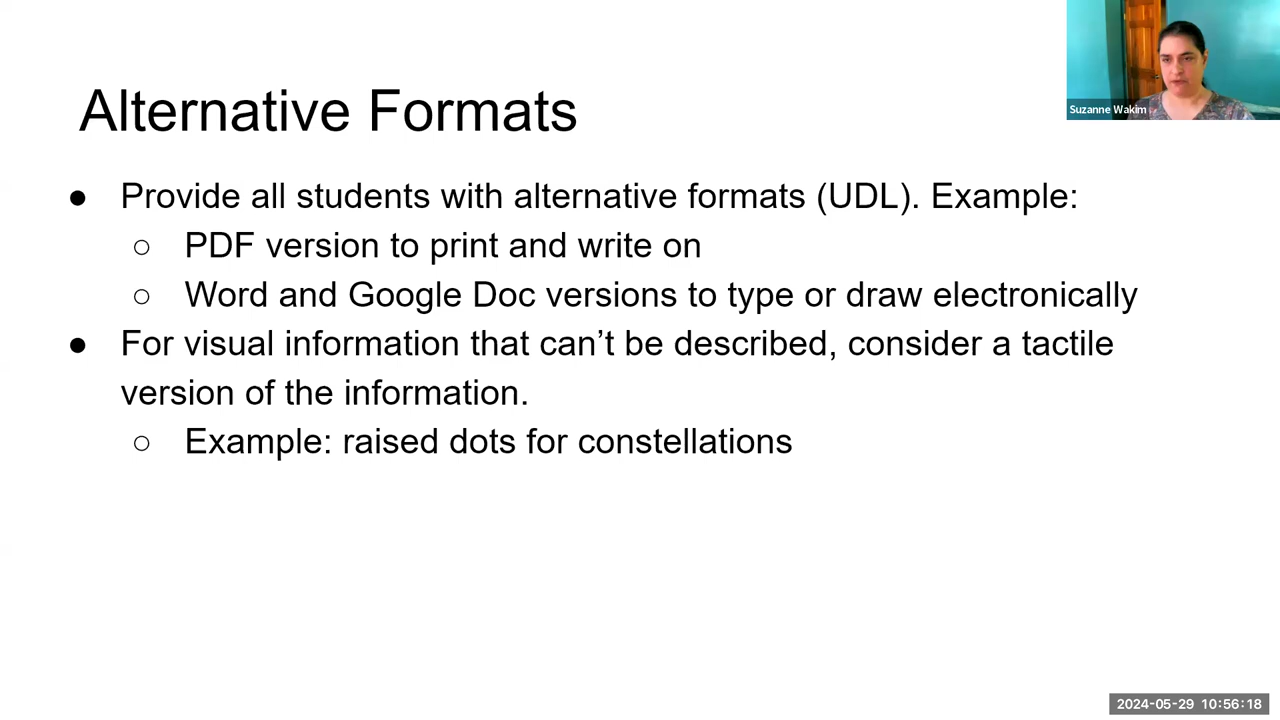 Suzanne Wakim
Alternative Formats
● Provide all students with alternative formats (UDL). Example:
○ PDF version to print and write on
○ Word and Google Doc versions to type or draw electronically
● For visual information that can’t be described, consider a tactile
version of the information.
○ Example: raised dots for constellations
2024-05-29 10:56:18